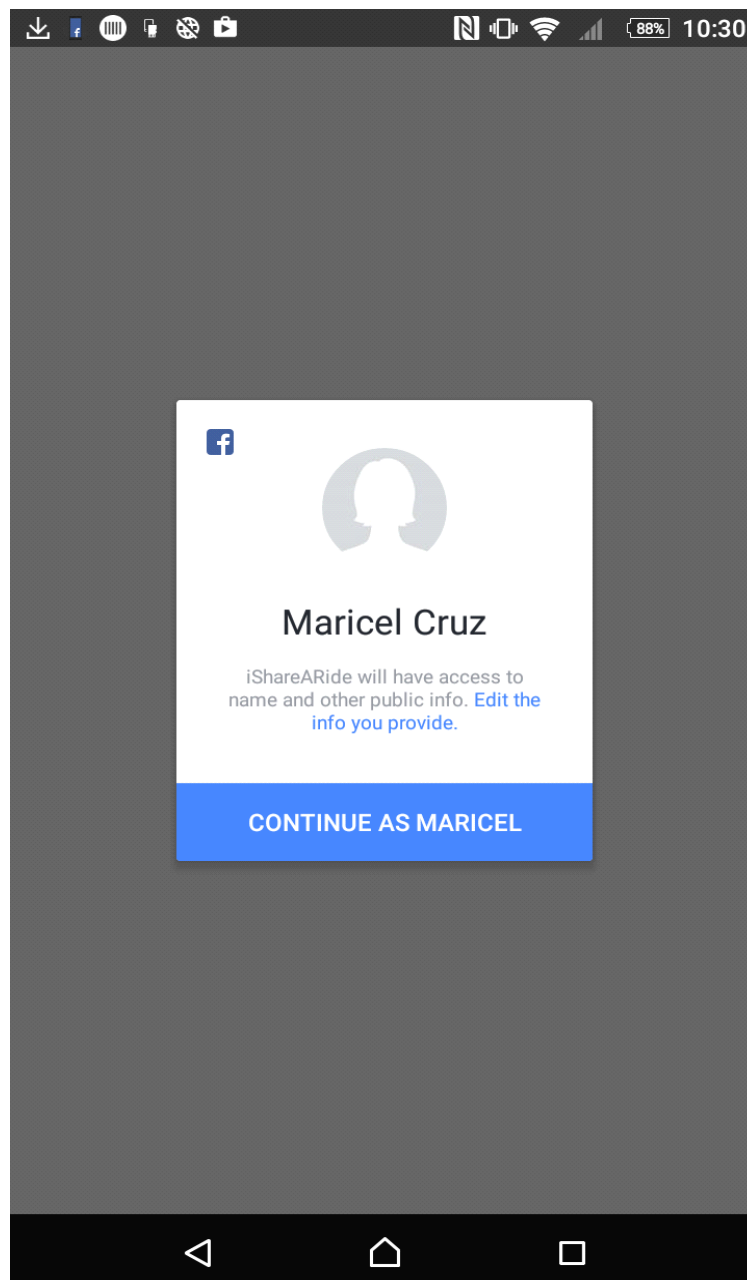 88% 10:30
Maricel Cruz
iShareARide will have access to
name and other public info. Edit the
info you provide.
CONTINUE AS MARICEL